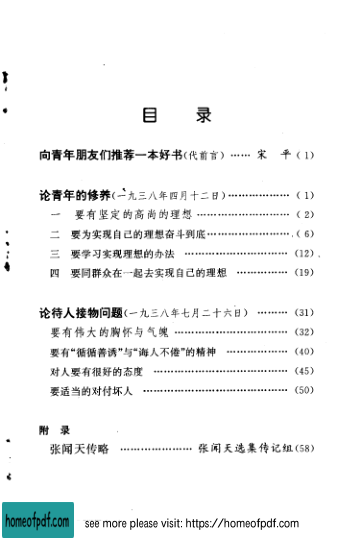 目 录
向青年朋友们推荐一本好书(代前言) …… 宋 平 (1)
论青年的修养(一九三八年四月十二日) ……………… (1)
一 要有坚定的高尚的理想 ……………………… (2)
二 要为实现自己的理想奋斗到底 …………………… (6)
三 要学习实现理想的办法 ……………………… (12)
四 要同群众在一起去实现自己的理想 …………… (19)
论待人接物问题(一九三八年七月二十六日) ……… (31)
要有伟大的胸怀与气魄 ……………………………… (32)
要有“循循善诱”与“诲人不倦”的精神 ……………… (40)
对人要有很好的态度 ………………………………… (45)
要适当的对付坏人 …………………………………… (50)
附 录
张闻天传略 ………………… 张闻天选集传记组 (58)
homeofpdf.com see more please visit: https://homeofpdf.com